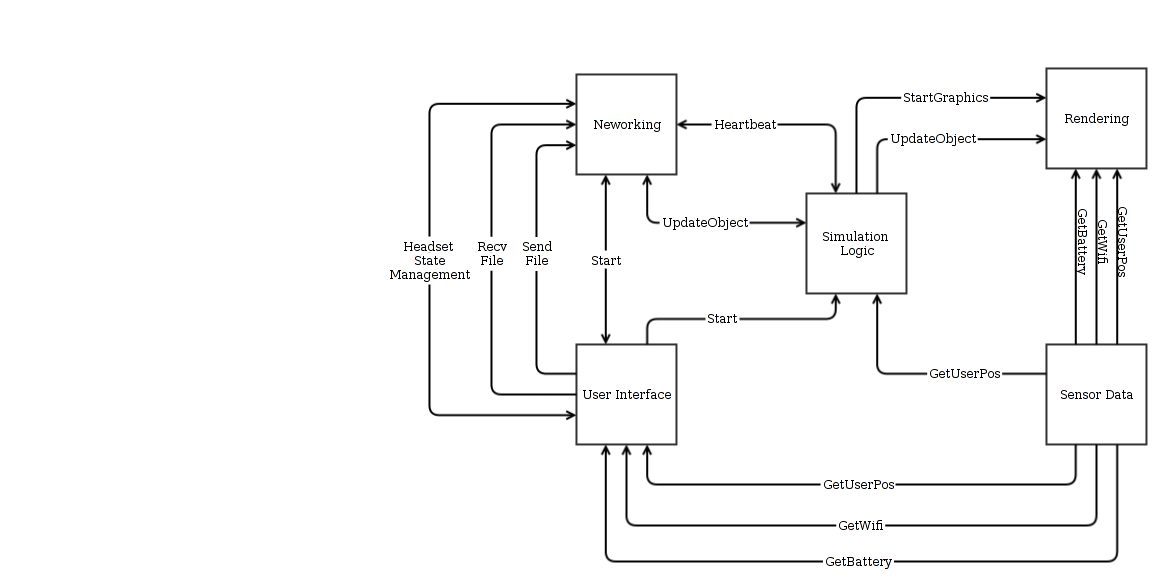 StartGraphics
Neworking
Heartbeat
Rendering
UpdateObject
UpdateObject
Simulation
Logic
Headset
State
Management
Recv
File
Send
File
Start
GetBattery
GetWifi
GetUserPos
Start
GetUserPos
User Interface
Sensor Data
GetUserPos
GetWifi
GetBattery